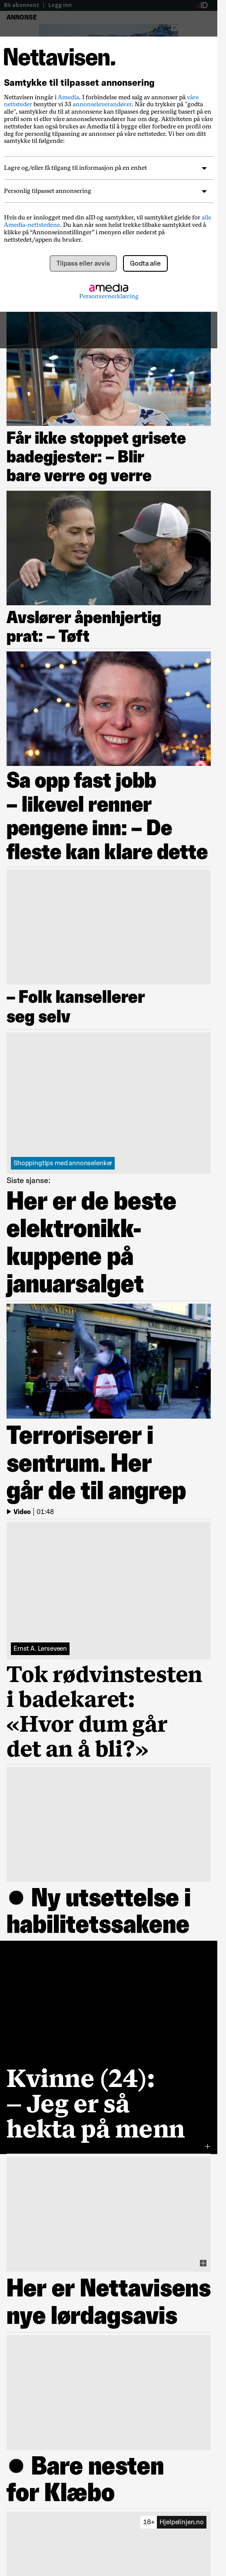 Bli abonnent | Logg inn
ANNONSE
Nettavisen.
Samtykke til tilpasset annonsering
Nettavisen inngår i Amedia. I forbindelse med salg av annonser på våre
nettsteder benytter vi 33 annonseleverandører. Når du trykker på "godta
alle", samtykker du til at annonsene kan tilpasses deg personlig basert på en
profil som vi eller våre annonseleverandører har om deg. Aktiviteten på våre
nettsteder kan også brukes av Amedia til å bygge eller forbedre en profil om
deg for personlig tilpasning av annonser på våre nettsteder. Vi ber om ditt
samtykke til følgende:
Lagre og/eller få tilgang til informasjon på en enhet
Personlig tilpasset annonsering
Hvis du er innlogget med din aID og samtykker, vil samtykket gjelde for alle
Amedia-nettstedene. Du kan når som helst trekke tilbake samtykket ved å
klikke på “Annonseinnstillinger” i menyen eller nederst på
nettstedet/appen du bruker.
Tilpass eller avvis
Godta alle
amedia
Personvernerklæring
Får ikke stoppet grisete
badegjester: – Blir
bare verre og verre
Avslører åpenhjertig
prat: – Tøft
Sa opp fast jobb
– likevel renner
pengene inn: – De
fleste kan klare dette
– Folk kansellerer
seg selv
Shoppingtips med annonselenker
Siste sjanse:
Her er de beste
elektronikk-
kuppene på
januarsalget
Terroriserer i
sentrum. Her
går de til angrep
Video | 01:48
Ernst A. Lersveen
Tok rødvinstesten
i badekaret:
«Hvor dum går
det an å bli?»
● Ny utsettelse i
habilitetssakene
Kvinne (24):
– Jeg er så
hekta på menn
Her er Nettavisens
nye lørdagsavis
● Bare nesten
for Klæbo
18+ Hjelpelinjen.no